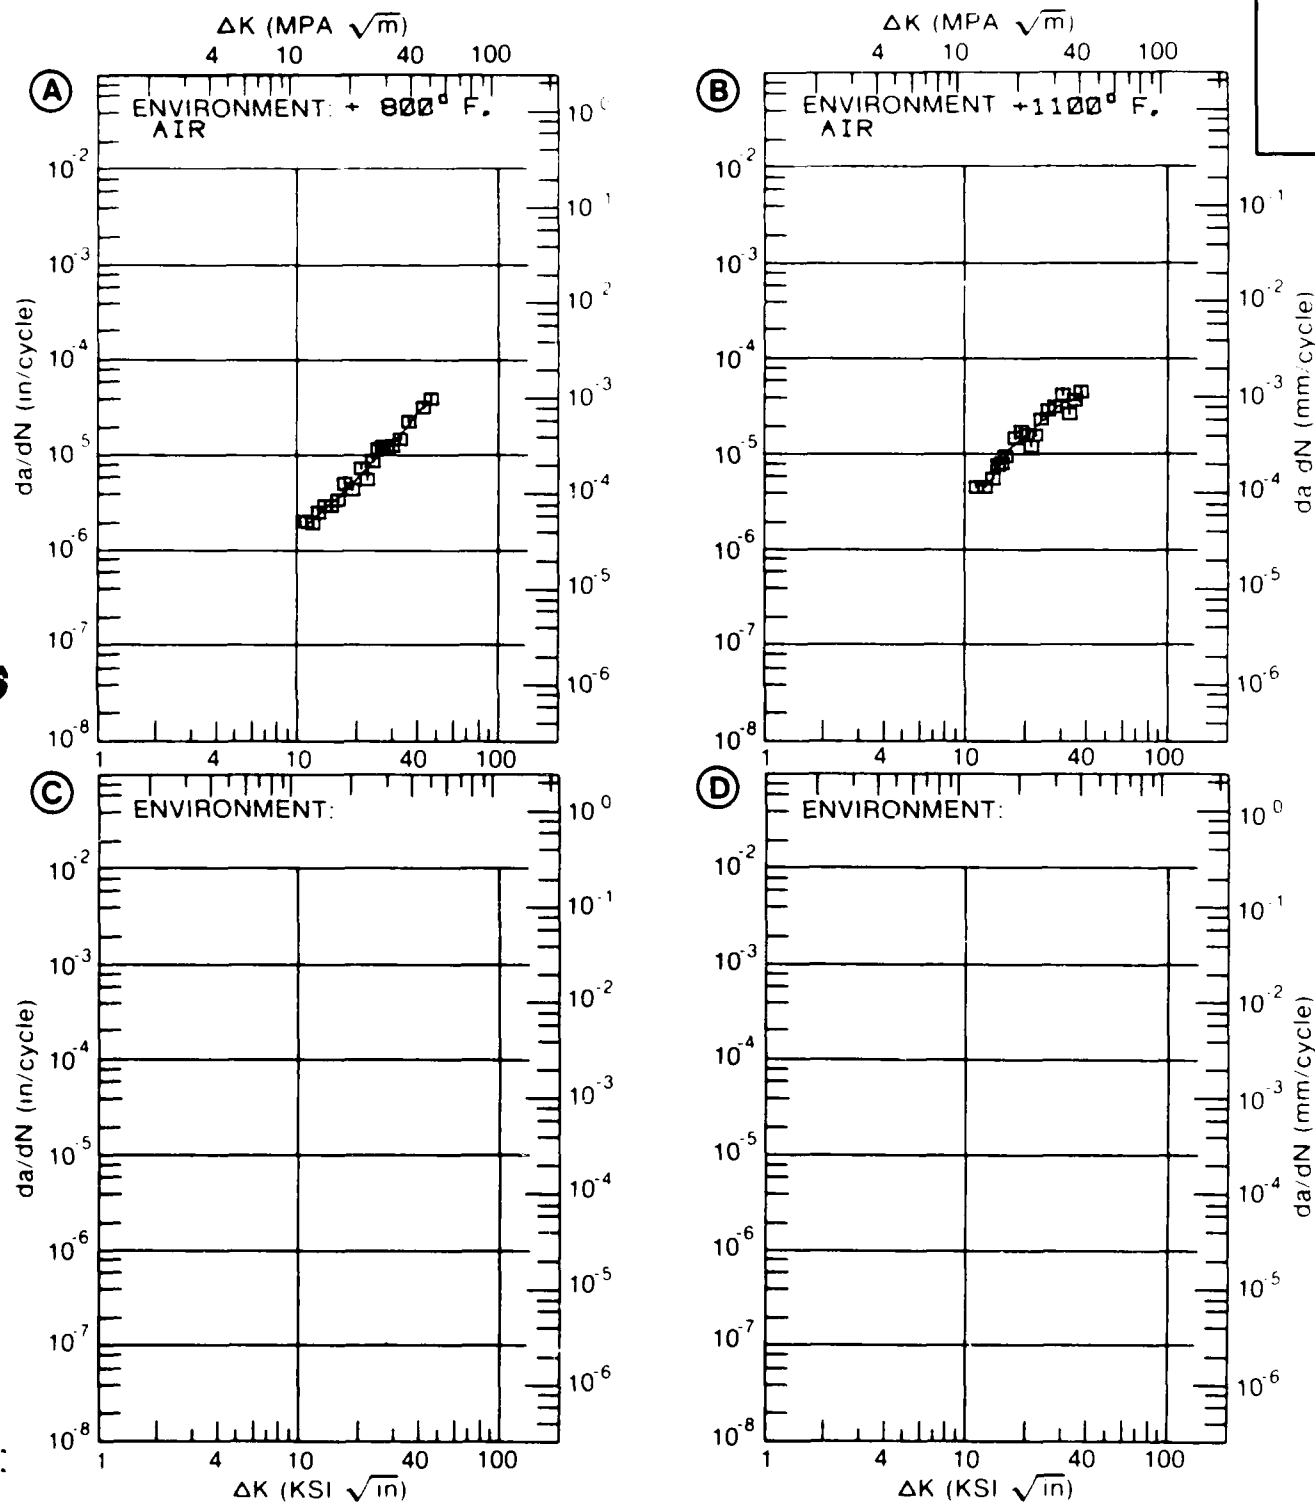 ΔK (MPA √m)
4 10 40 100
A
ENVIRONMENT: + 800° F.
AIR
10⁰
10⁻²
10⁻¹
10⁻³
10⁻²
10⁻⁴
10⁻³
10⁻⁵
10⁻⁴
10⁻⁶
10⁻⁵
10⁻⁷
10⁻⁶
10⁻⁸
1 4 10 40 100
da/dN (in/cycle)
ΔK (MPA √m)
4 10 40 100
B
ENVIRONMENT +1100° F.
AIR
10⁻²
10⁻¹
10⁻³
10⁻²
10⁻⁴
10⁻³
10⁻⁵
10⁻⁴
10⁻⁶
10⁻⁵
10⁻⁷
10⁻⁶
10⁻⁸
1 4 10 40 100
da dN (mm/cycle)
C
ENVIRONMENT:
10⁰
10⁻²
10⁻¹
10⁻³
10⁻²
10⁻⁴
10⁻³
10⁻⁵
10⁻⁴
10⁻⁶
10⁻⁵
10⁻⁷
10⁻⁶
10⁻⁸
1 4 10 40 100
da/dN (in/cycle)
ΔK (KSI √in)
D
ENVIRONMENT:
10⁰
10⁻²
10⁻¹
10⁻³
10⁻²
10⁻⁴
10⁻³
10⁻⁵
10⁻⁴
10⁻⁶
10⁻⁵
10⁻⁷
10⁻⁶
10⁻⁸
1 4 10 40 100
da/dN (mm/cycle)
ΔK (KSI √in)